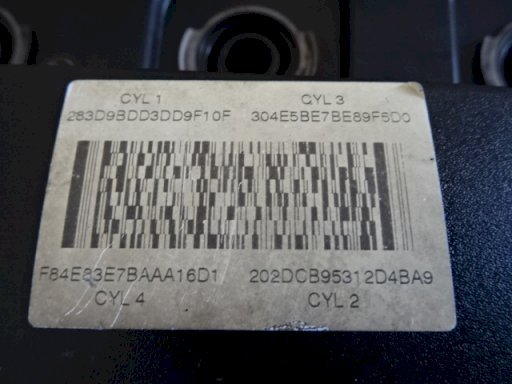 CYL 1 CYL 3
283D9BDD3DD9F10F 304E5BE7BE89F6D0
F84E83E7BAAA16D1 202DCB95312D4BA9
CYL 4 CYL 2